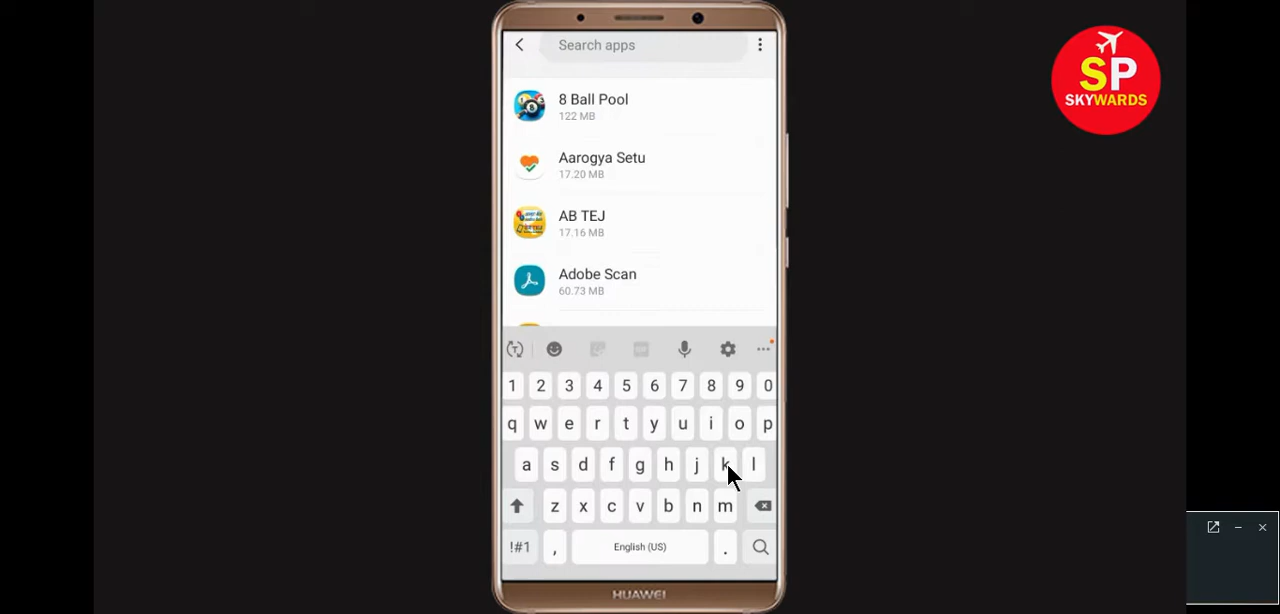 Search apps
SP
SKYWARDS
8 Ball Pool
122 MB
Aarogya Setu
17.20 MB
AB TEJ
17.16 MB
Adobe Scan
60.73 MB
1 2 3 4 5 6 7 8 9 0
q w e r t y u i o p
a s d f g h j k l
z x c v b n m
!#1 , English (US) .
HUAWEI